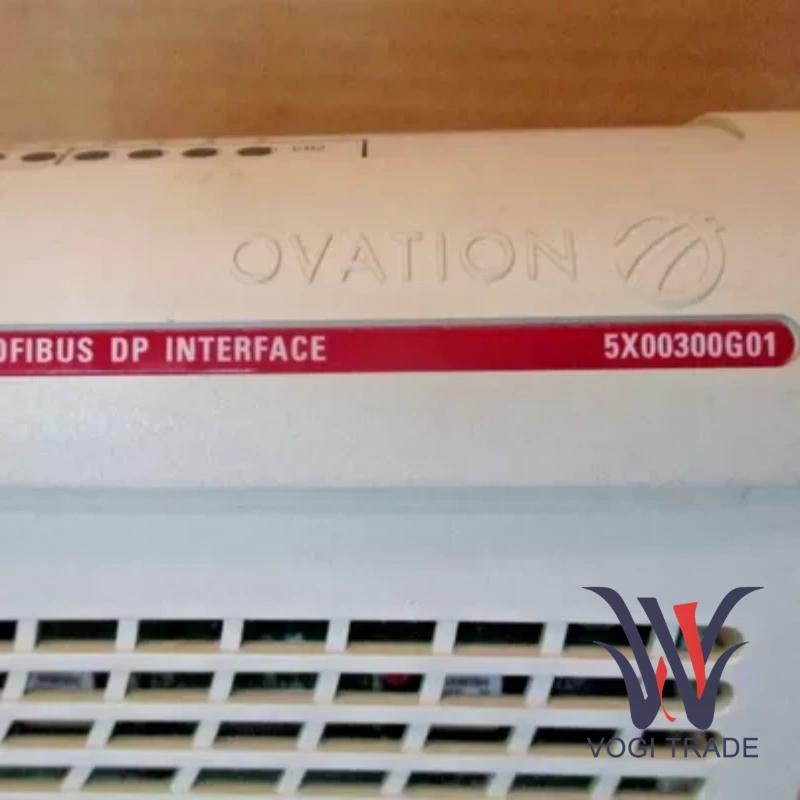 OVATION
OFIBUS DP INTERFACE 5X00300G01
VOGI TRADE